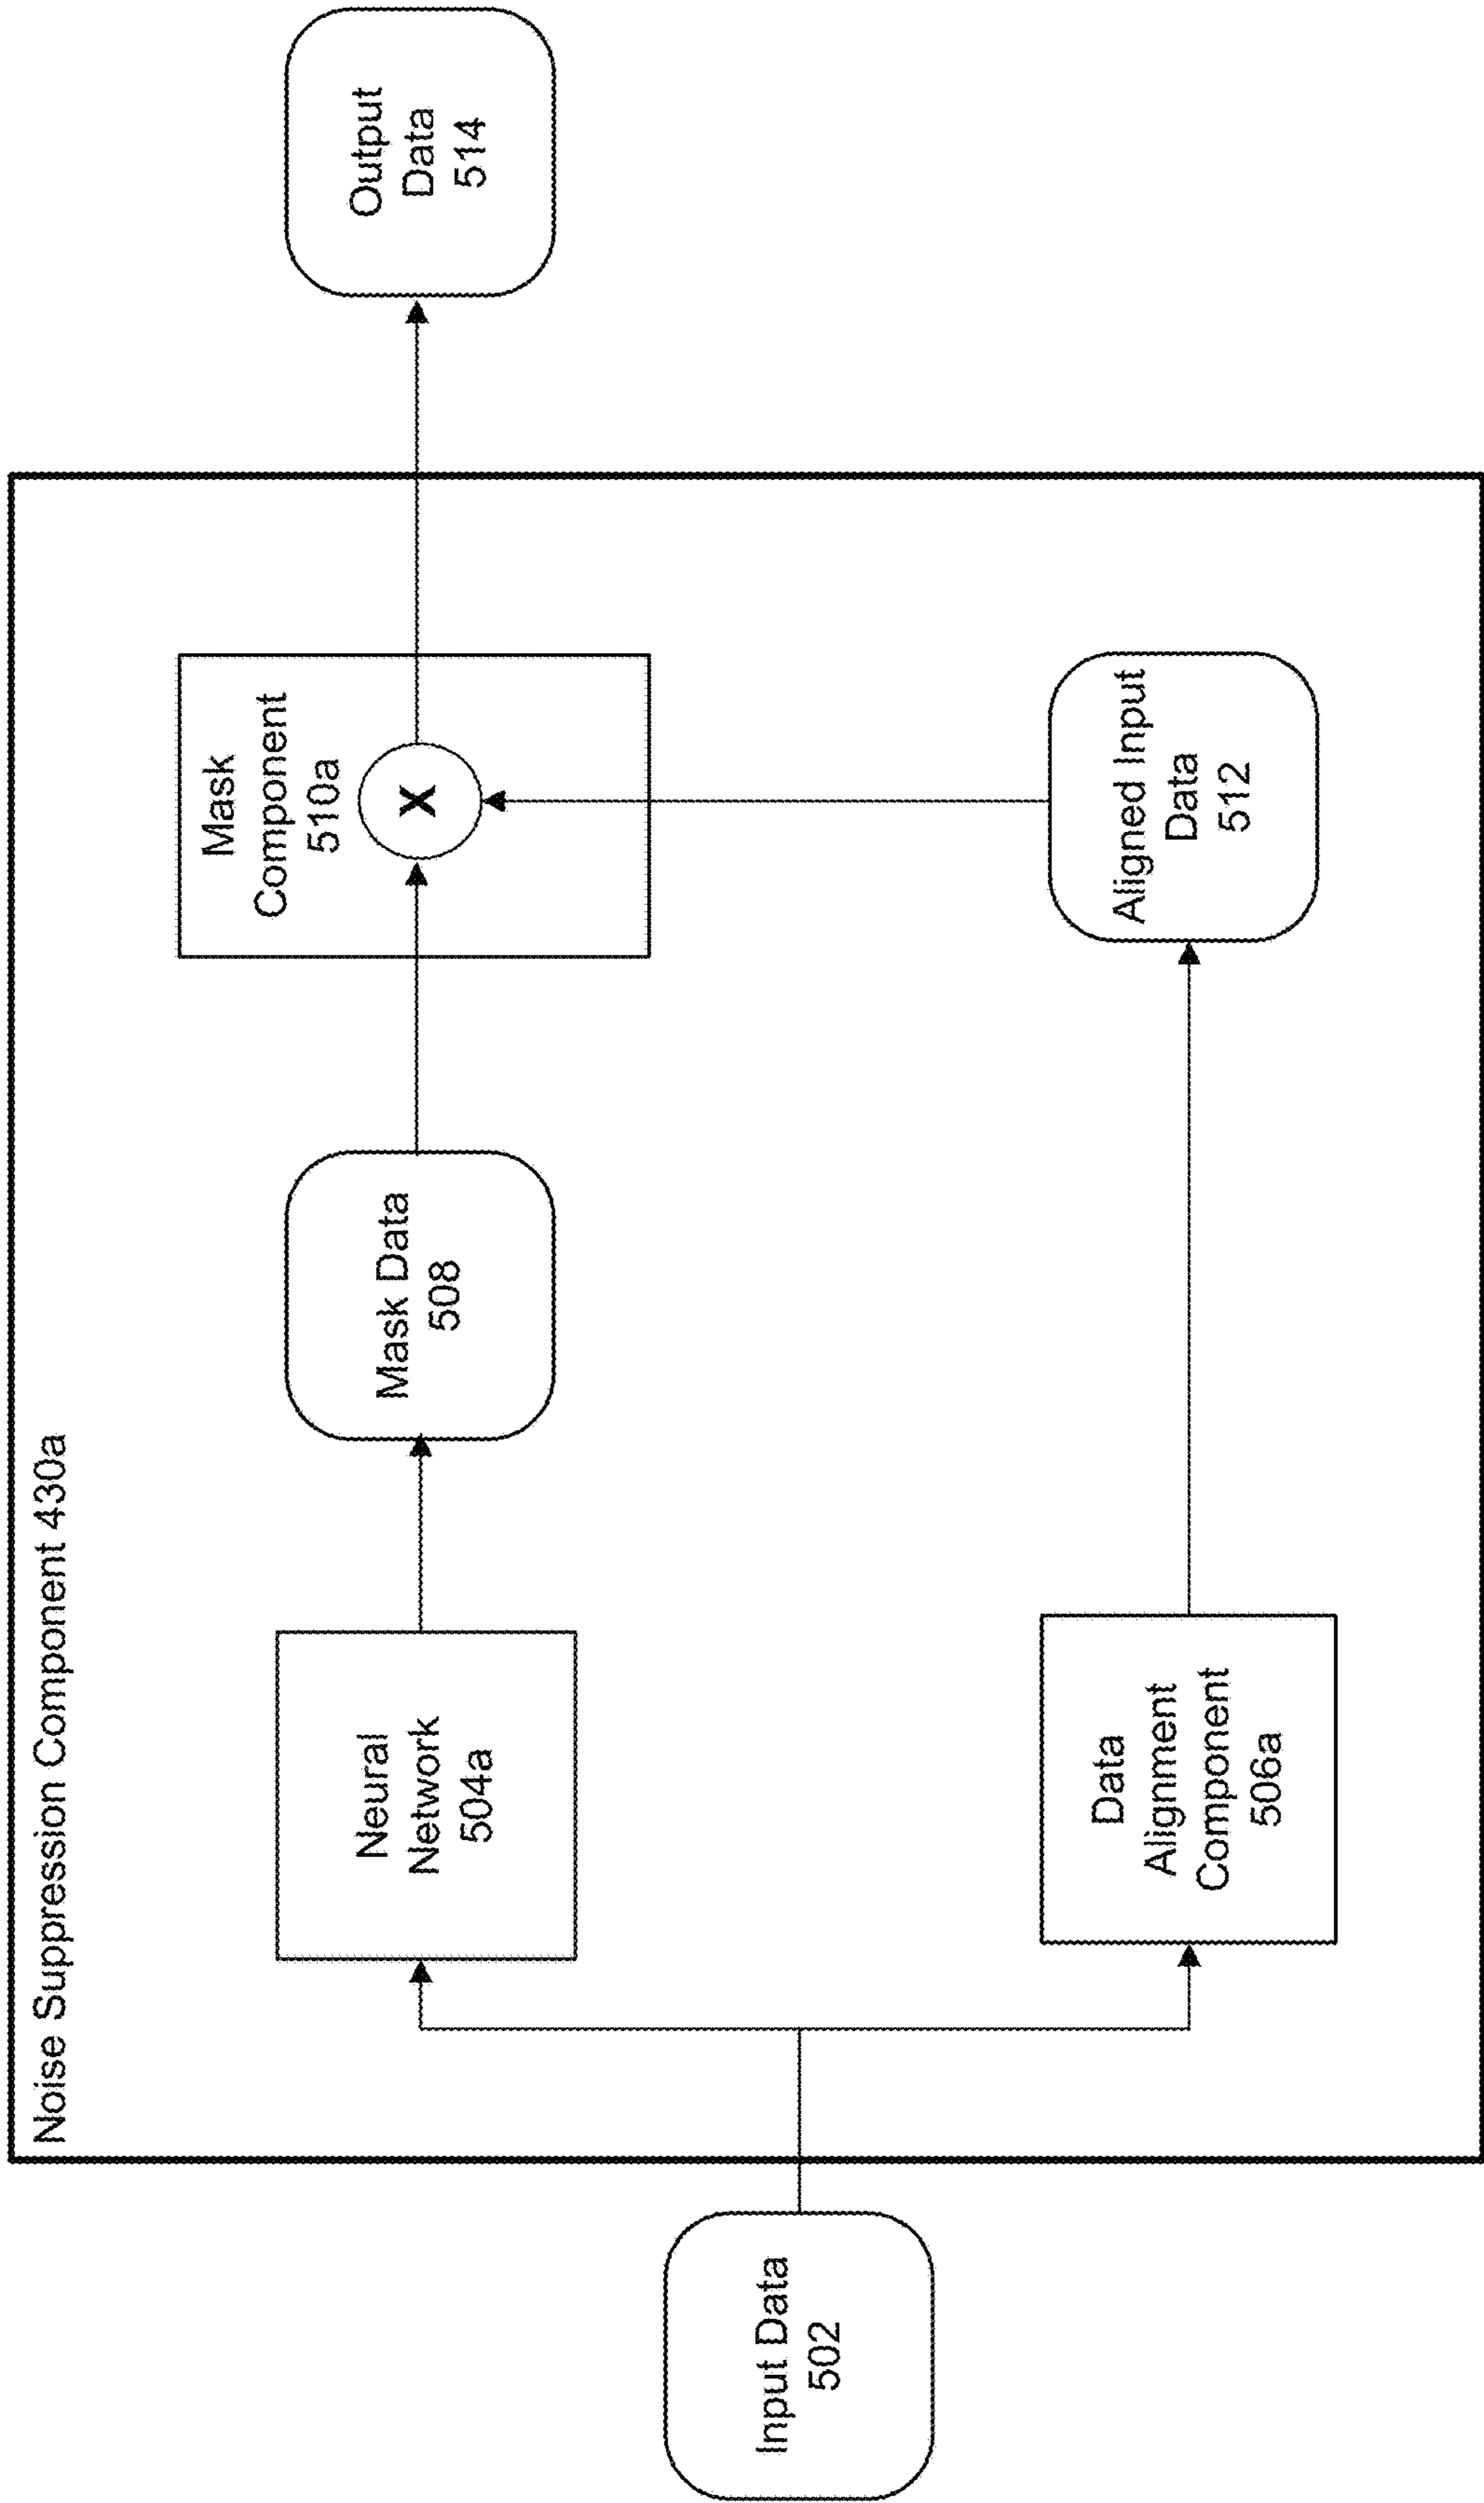 Noise Suppression Component 430a
Input Data
502
Neural
Network
504a
Mask Data
508
Mask
Component
510a
X
Output
Data
514
Data
Alignment
Component
506a
Aligned Input
Data
512